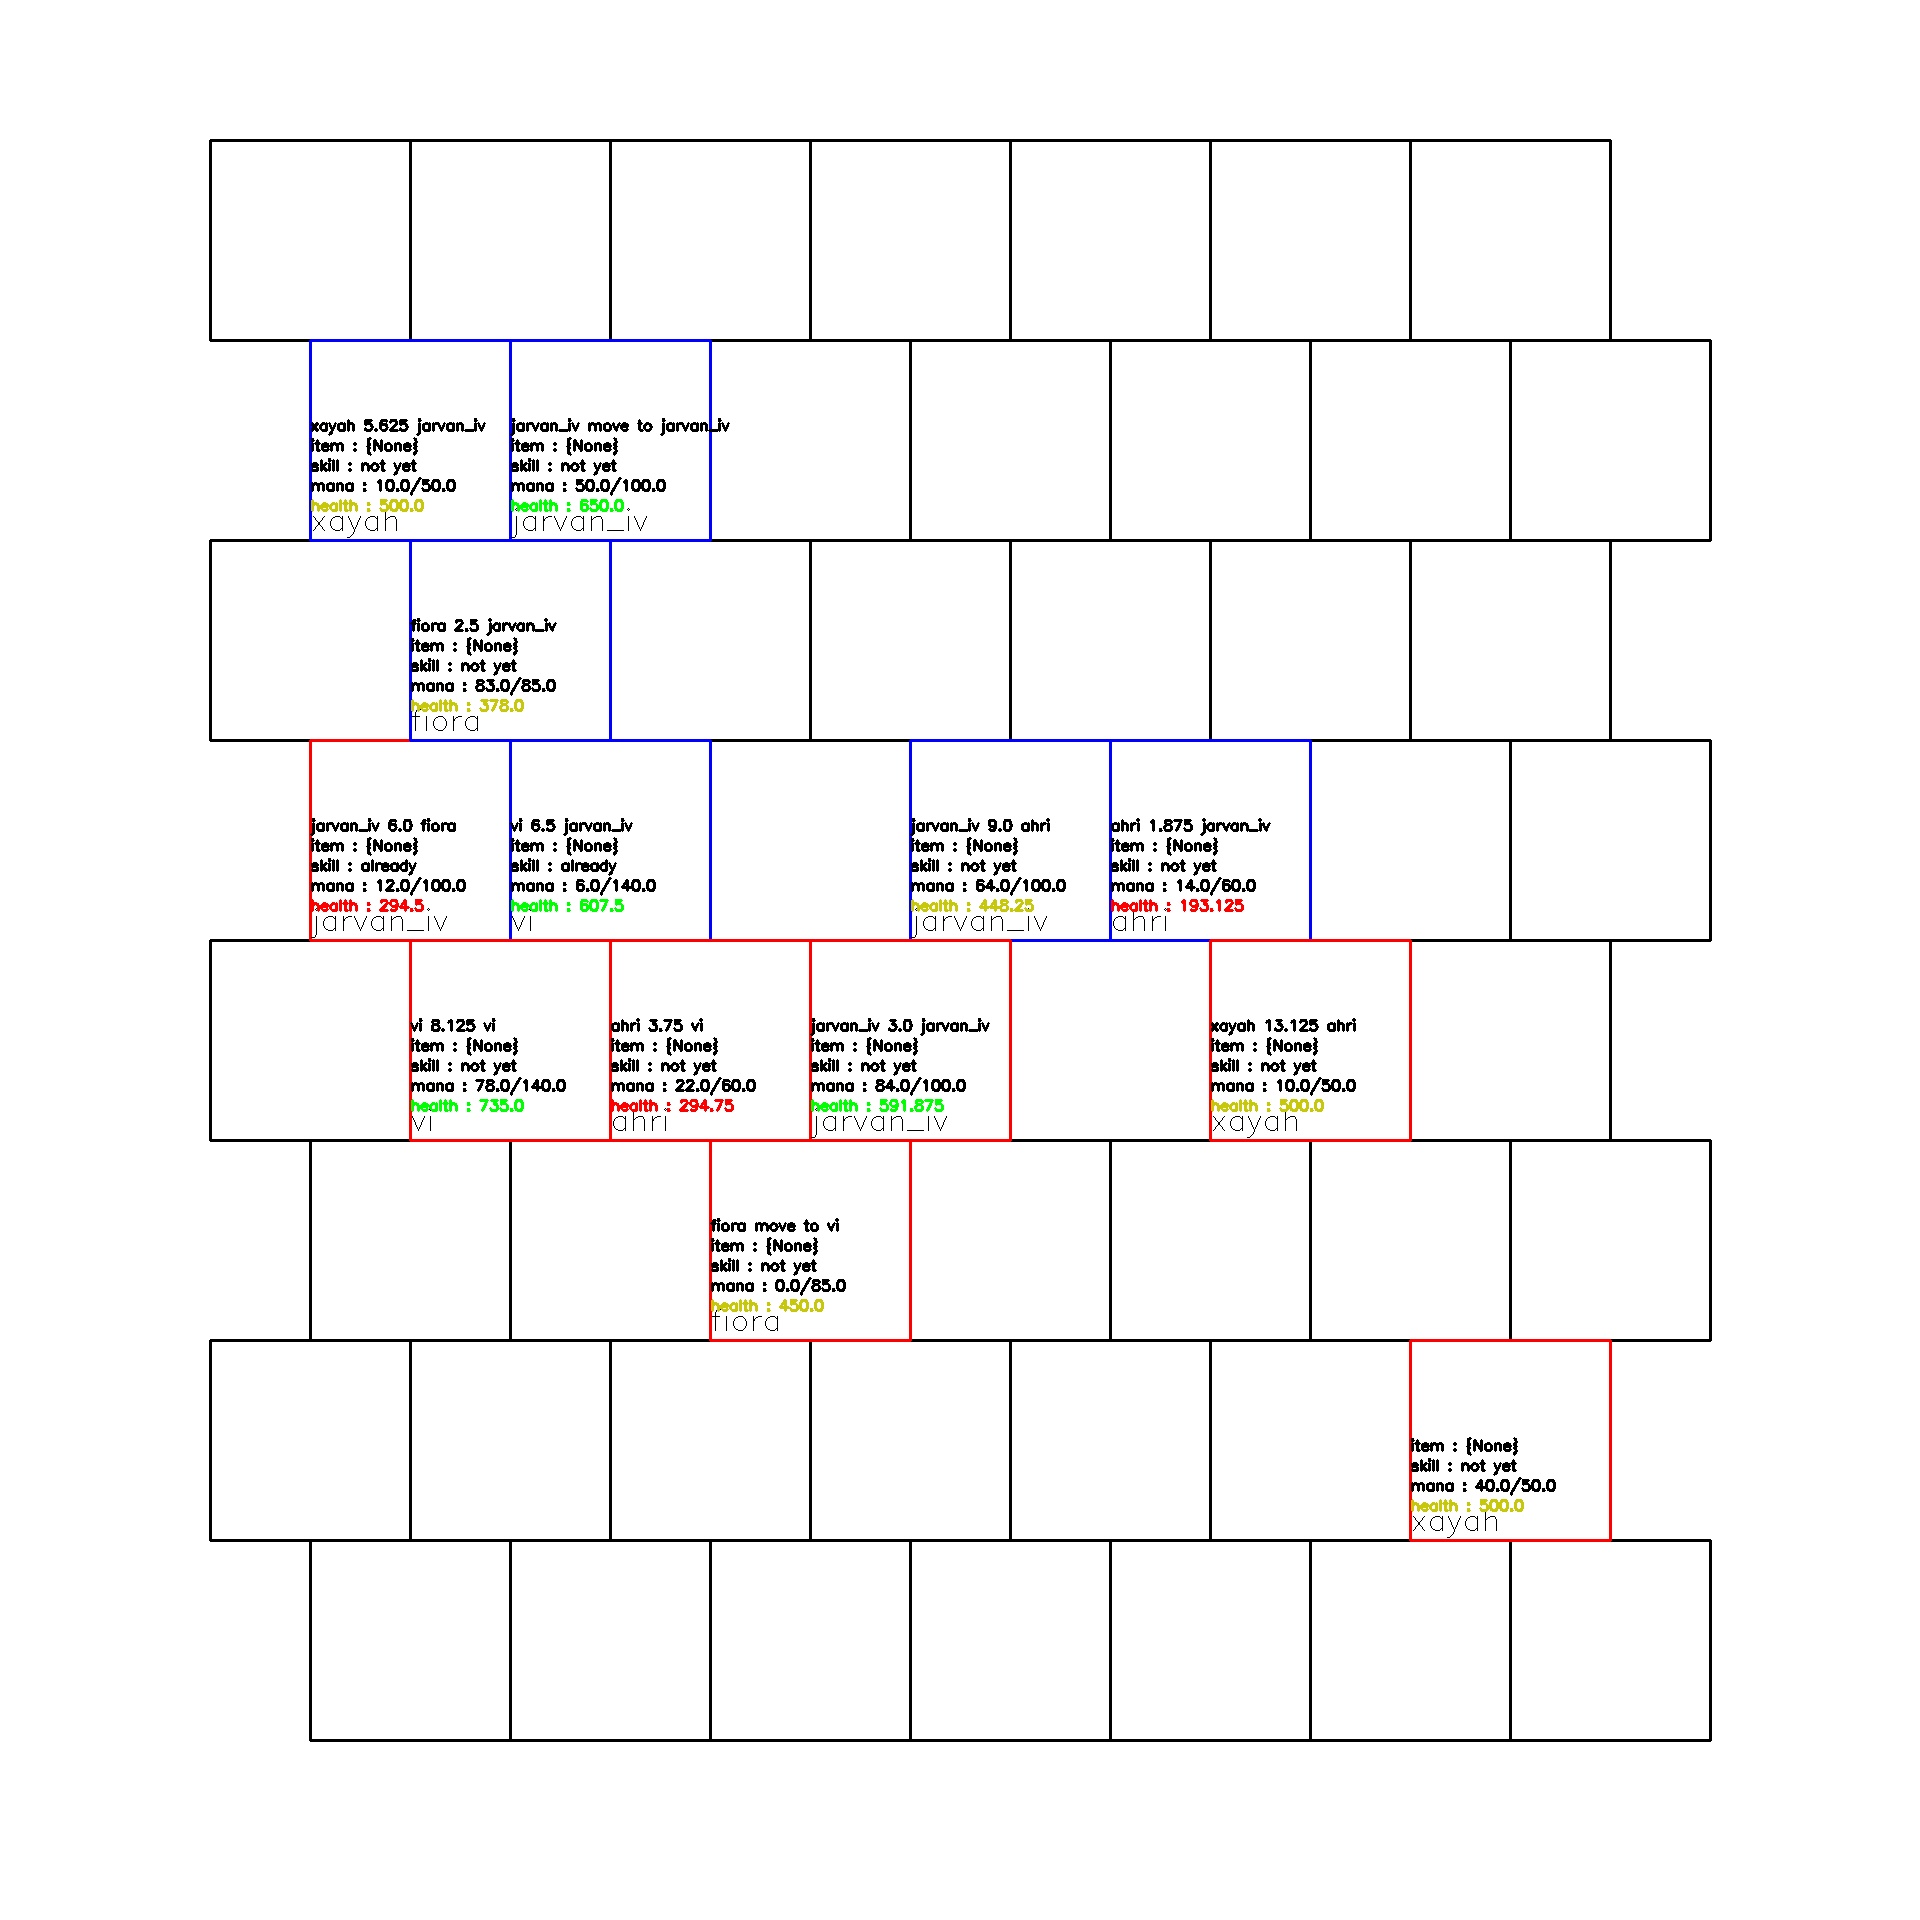 xayah 5.625 jarvan_iv
item : {None}
skill : not yet
mana : 10.0/50.0
health : 500.0
xayah
jarvan_iv move to jarvan_iv
item : {None}
skill : not yet
mana : 50.0/100.0
health : 650.0
jarvan_iv
fiora 2.5 jarvan_iv
item : {None}
skill : not yet
mana : 83.0/85.0
health : 378.0
fiora
jarvan_iv 6.0 fiora
item : {None}
skill : already
mana : 12.0/100.0
health : 294.5
jarvan_iv
vi 6.5 jarvan_iv
item : {None}
skill : already
mana : 6.0/140.0
health : 607.5
vi
jarvan_iv 9.0 ahri
item : {None}
skill : not yet
mana : 64.0/100.0
health : 448.25
jarvan_iv
ahri 1.875 jarvan_iv
item : {None}
skill : not yet
mana : 14.0/60.0
health : 193.125
ahri
vi 8.125 vi
item : {None}
skill : not yet
mana : 78.0/140.0
health : 735.0
vi
ahri 3.75 vi
item : {None}
skill : not yet
mana : 22.0/60.0
health : 294.75
ahri
jarvan_iv 3.0 jarvan_iv
item : {None}
skill : not yet
mana : 84.0/100.0
health : 591.875
jarvan_iv
xayah 13.125 ahri
item : {None}
skill : not yet
mana : 10.0/50.0
health : 500.0
xayah
fiora move to vi
item : {None}
skill : not yet
mana : 0.0/85.0
health : 450.0
fiora
item : {None}
skill : not yet
mana : 40.0/50.0
health : 500.0
xayah